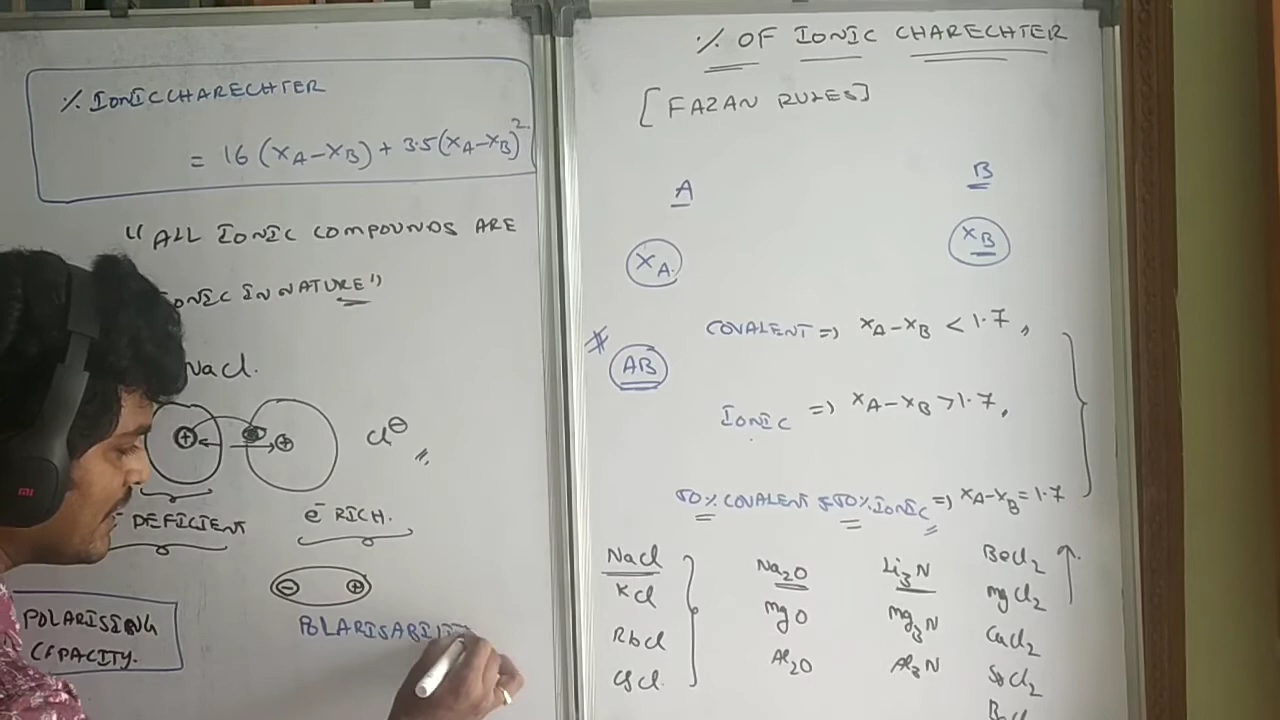 % IONIC CHARECHTER
= 16 (XA-XB) + 3.5(XA-XB)²
"ALL IONIC COMPOUNDS ARE
IONIC IN NATURE"
NaCl.
+
+
Cl⊖
DEFICIENT
e⁻ RICH.
- +
POLARISING
CAPACITY.
mi
% OF IONIC CHARECHTER
[FAZAN RULES]
A B
XA. XB
COVALENT => XA-XB < 1.7,
AB
IONIC => XA-XB > 1.7,
50% COVALENT & 50% IONIC => XA-XB = 1.7
NaCl Na2O Li3N BeCl2
KCl MgO Mg3N MgCl2
RbCl Al2O Al3N CaCl2
CsCl SrCl2